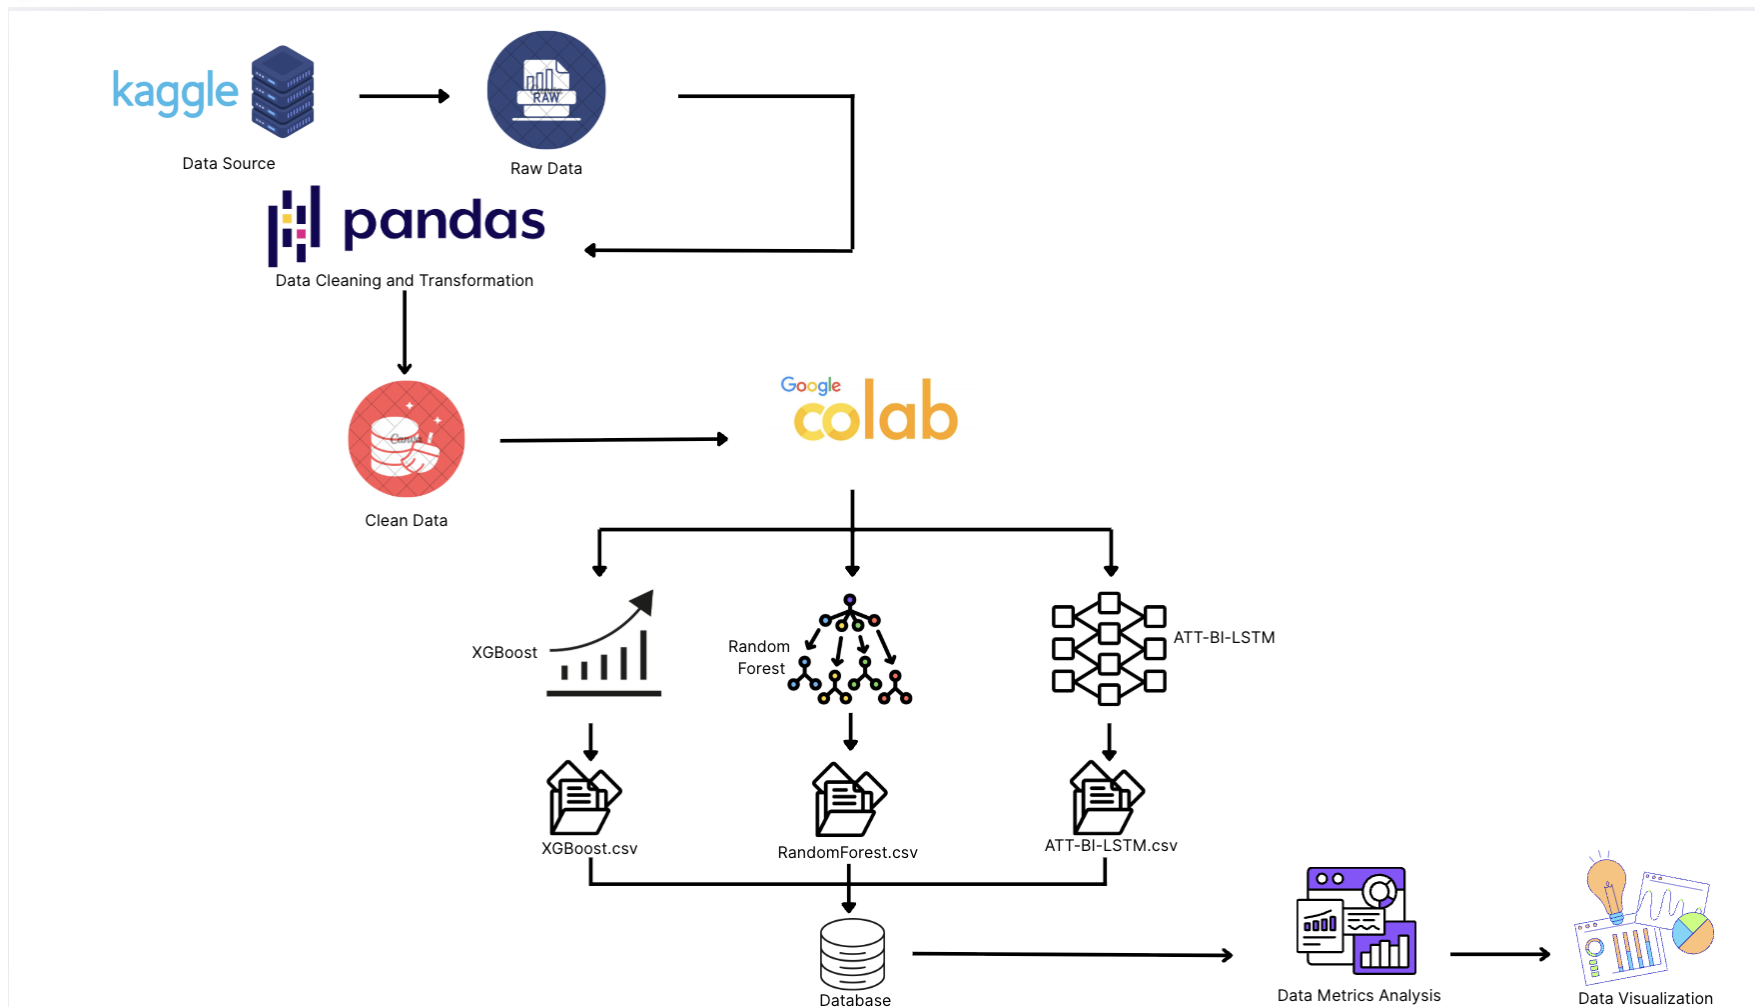 kaggle
Data Source
RAW
Raw Data
pandas
Data Cleaning and Transformation
Canva
Clean Data
Google
colab
XGBoost
Random
Forest
ATT-BI-LSTM
XGBoost.csv
RandomForest.csv
ATT-BI-LSTM.csv
Database
Data Metrics Analysis
Data Visualization